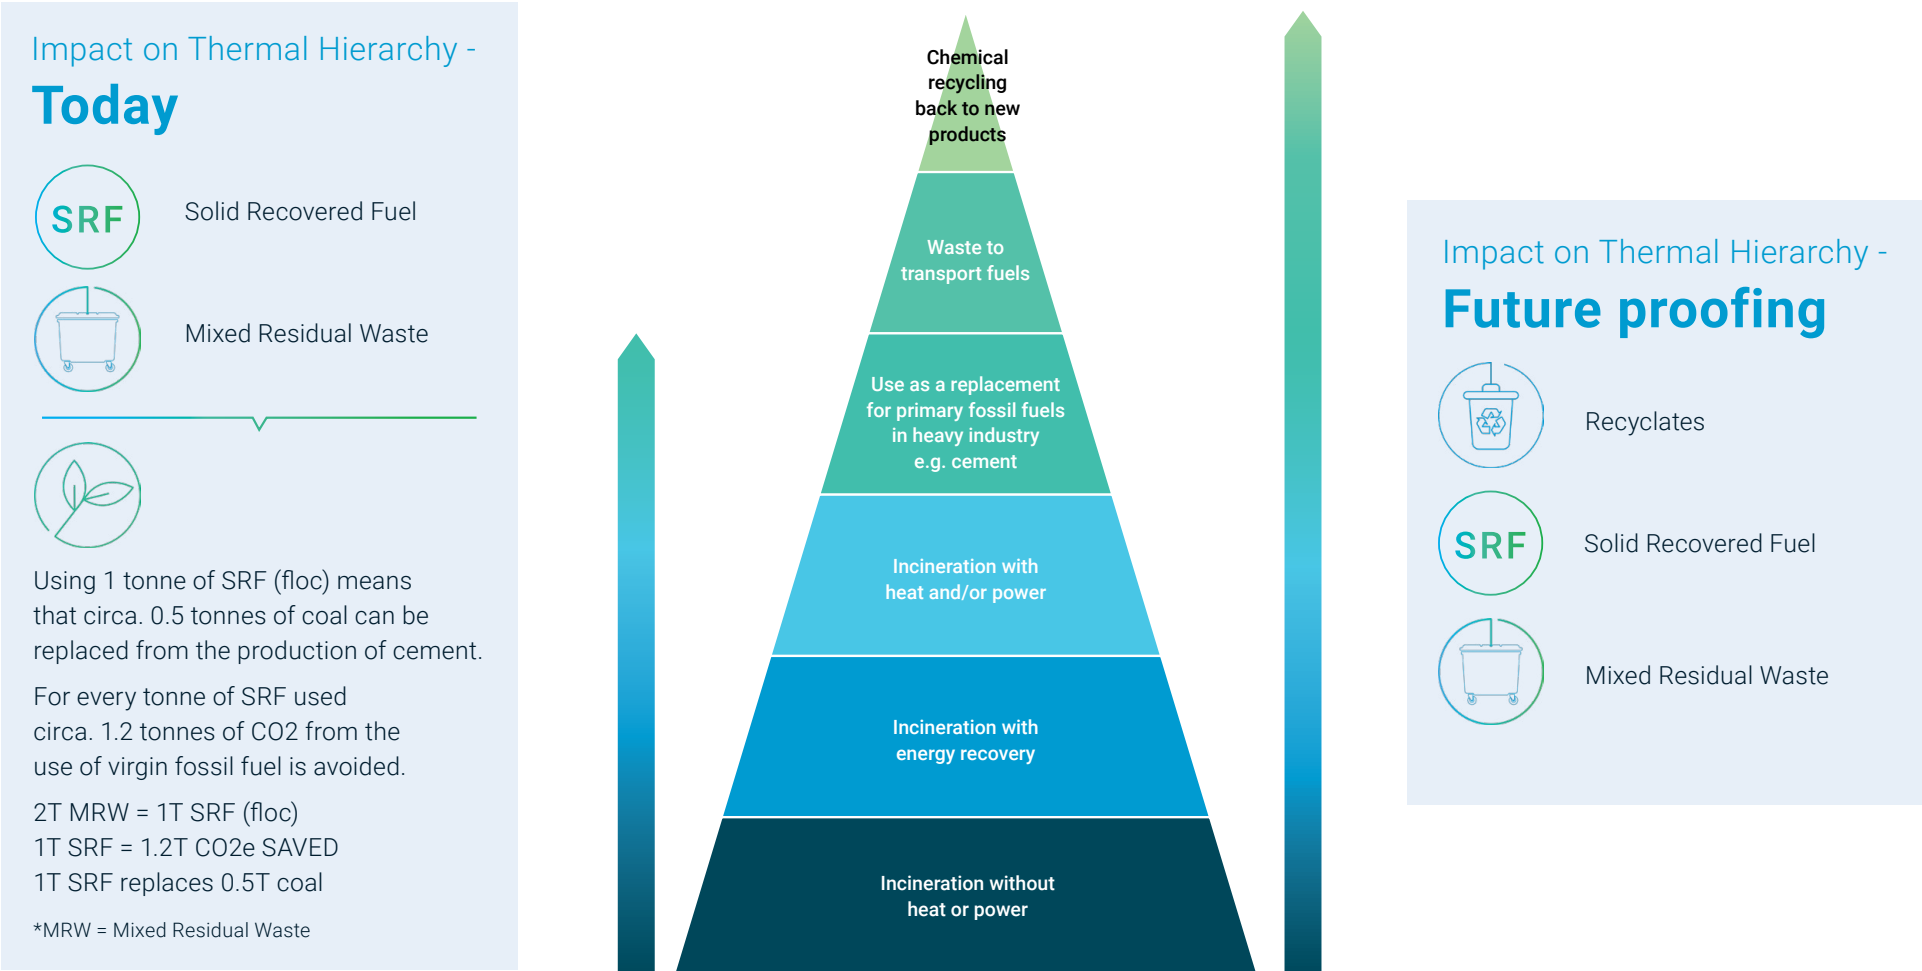 Impact on Thermal Hierarchy -
Today
SRF
Solid Recovered Fuel
Mixed Residual Waste
Using 1 tonne of SRF (floc) means
that circa. 0.5 tonnes of coal can be
replaced from the production of cement.
For every tonne of SRF used
circa. 1.2 tonnes of CO2 from the
use of virgin fossil fuel is avoided.
2T MRW = 1T SRF (floc)
1T SRF = 1.2T CO2e SAVED
1T SRF replaces 0.5T coal
*MRW = Mixed Residual Waste
Chemical
recycling
back to new
products
Waste to
transport fuels
Use as a replacement
for primary fossil fuels
in heavy industry
e.g. cement
Incineration with
heat and/or power
Incineration with
energy recovery
Incineration without
heat or power
Impact on Thermal Hierarchy -
Future proofing
Recyclates
SRF
Solid Recovered Fuel
Mixed Residual Waste